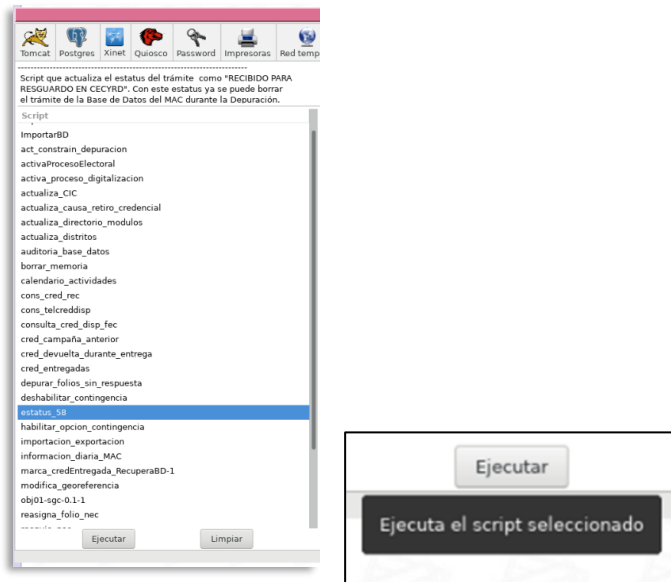 Tomcat Postgres Xinet Quiosco Password Impresoras Red temp
Script que actualiza el estatus del trámite como "RECIBIDO PARA
RESGUARDO EN CECYRD". Con este estatus ya se puede borrar
el trámite de la Base de Datos del MAC durante la Depuración.
Script
ImportarBD
act_constrain_depuracion
activaProcesoElectoral
activa_proceso_digitalizacion
actualiza_CIC
actualiza_causa_retiro_credencial
actualiza_directorio_modulos
actualiza_distritos
auditoria_base_datos
borrar_memoria
calendario_actividades
cons_cred_rec
cons_telcreddisp
consulta_cred_disp_fec
cred_campaña_anterior
cred_devuelta_durante_entrega
cred_entregadas
depurar_folios_sin_respuesta
deshabilitar_contingencia
estatus_58
habilitar_opcion_contingencia
importacion_exportacion
informacion_diaria_MAC
marca_credEntregada_RecuperaBD-1
modifica_georeferencia
obj01-sgc-0.1-1
reasigna_folio_nec
Ejecutar Limpiar
Ejecutar
Ejecuta el script seleccionado